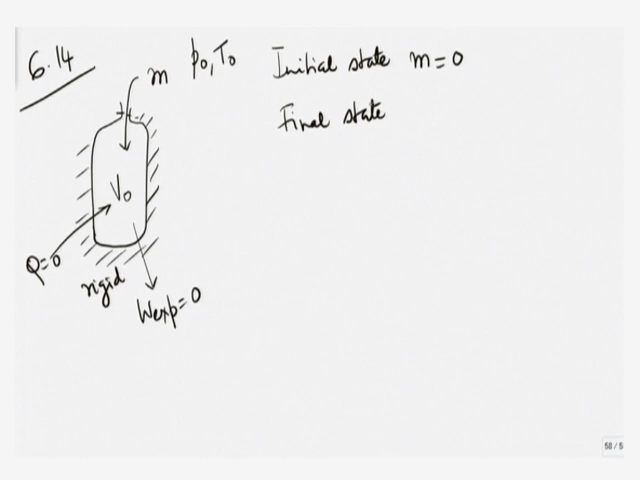 6.14
m
p₀, T₀
Initial state m = 0
Final state
V₀
Q=0
rigid
Wexp = 0
58 / 5